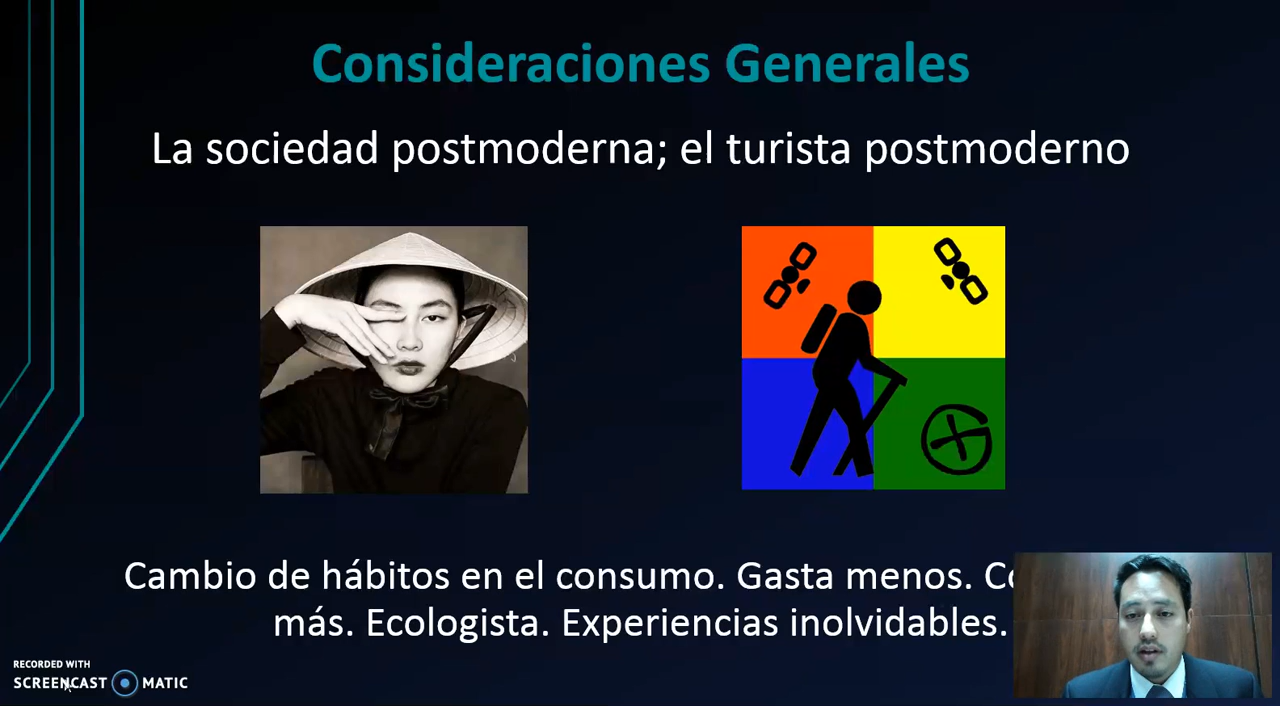 Consideraciones Generales
La sociedad postmoderna; el turista postmoderno
Cambio de hábitos en el consumo. Gasta menos.
más. Ecologista. Experiencias inolvidables.
RECORDED WITH
SCREENCAST MATIC